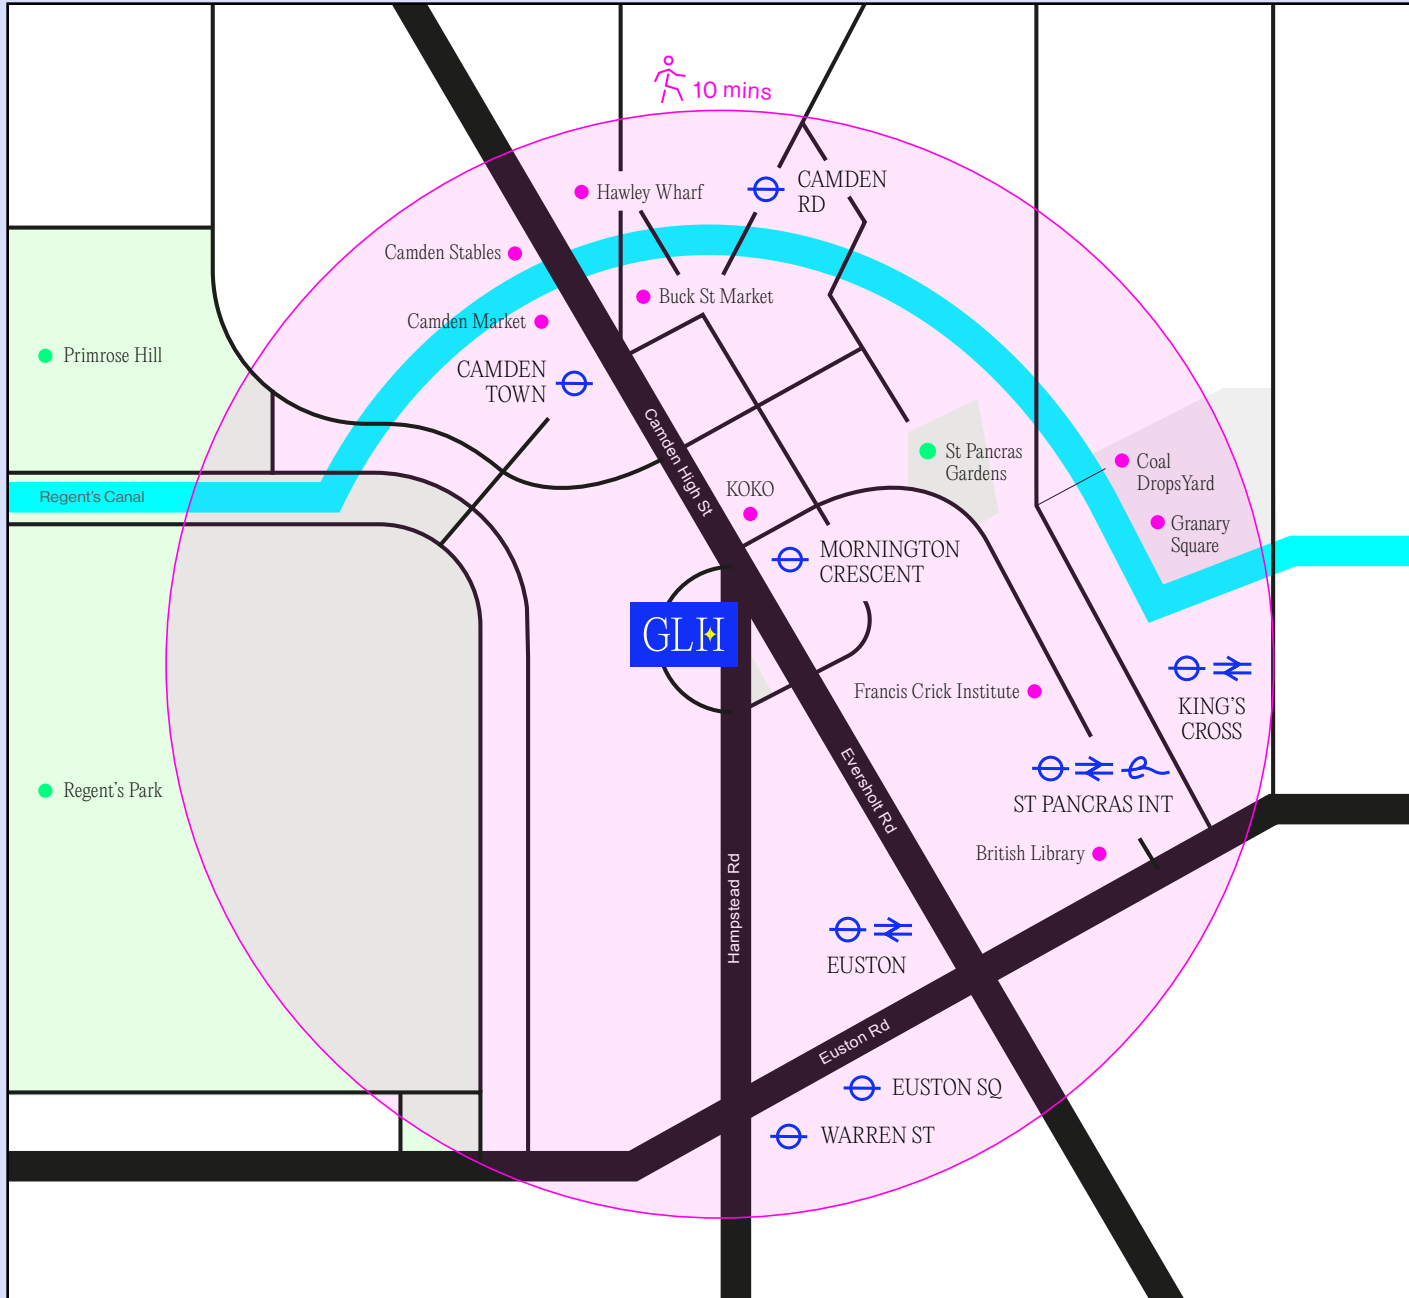 10 mins
Hawley Wharf
CAMDEN
RD
Camden Stables
Buck St Market
Camden Market
Primrose Hill
CAMDEN
TOWN
Camden High St
St Pancras
Gardens
Coal
DropsYard
Regent's Canal
KOKO
Granary
Square
MORNINGTON
CRESCENT
GLH
Francis Crick Institute
KING'S
CROSS
Regent's Park
Eversholt Rd
ST PANCRAS INT
British Library
Hampstead Rd
EUSTON
Euston Rd
EUSTON SQ
WARREN ST